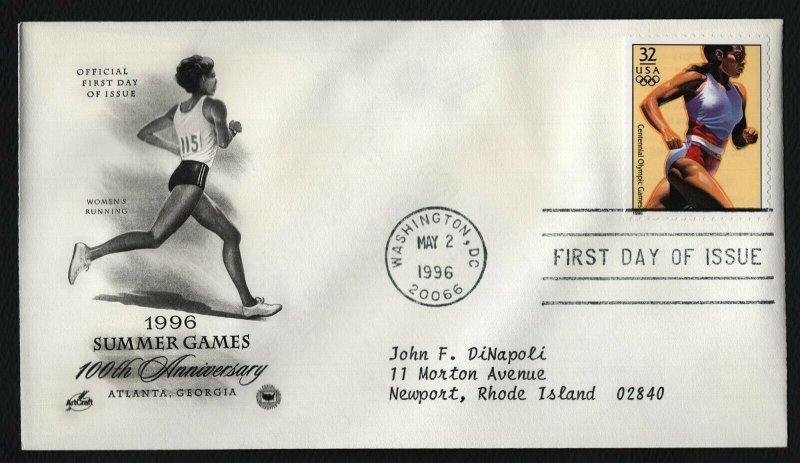 OFFICIAL
FIRST DAY
OF ISSUE
115
WOMEN'S
RUNNING
1996
SUMMER GAMES
100th Anniversary
ATLANTA, GEORGIA
ArtCraft
32
USA
Centennial Olympic Games
1996
WASHINGTON, DC
MAY 2
1996
20066
FIRST DAY OF ISSUE
John F. DiNapoli
11 Morton Avenue
Newport, Rhode Island 02840